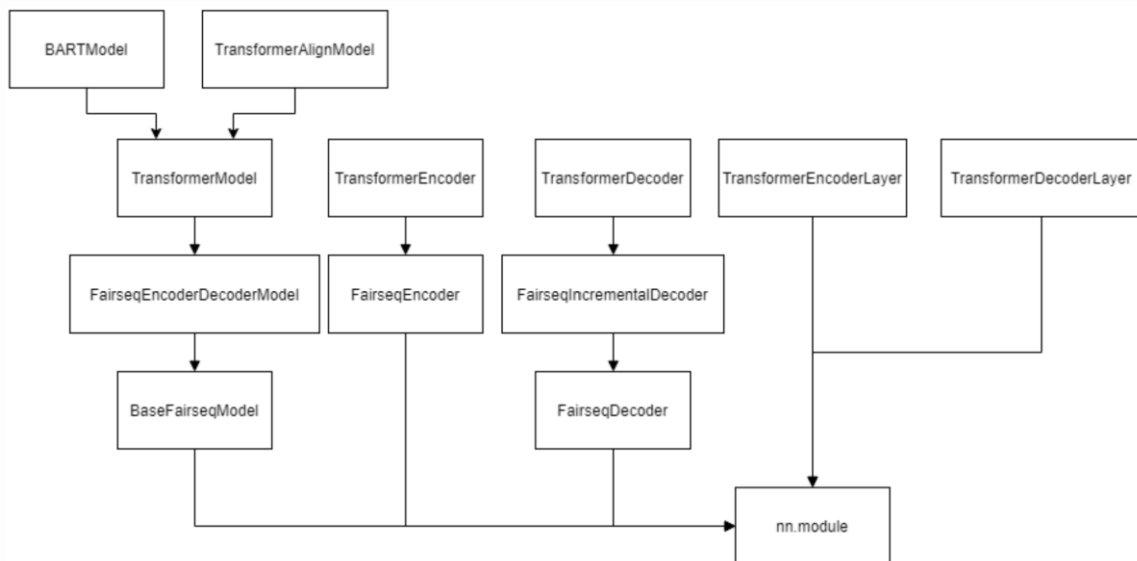 BARTModel
TransformerAlignModel
TransformerModel
TransformerEncoder
TransformerDecoder
TransformerEncoderLayer
TransformerDecoderLayer
FairseqEncoderDecoderModel
FairseqEncoder
FairseqIncrementalDecoder
BaseFairseqModel
FairseqDecoder
nn.module